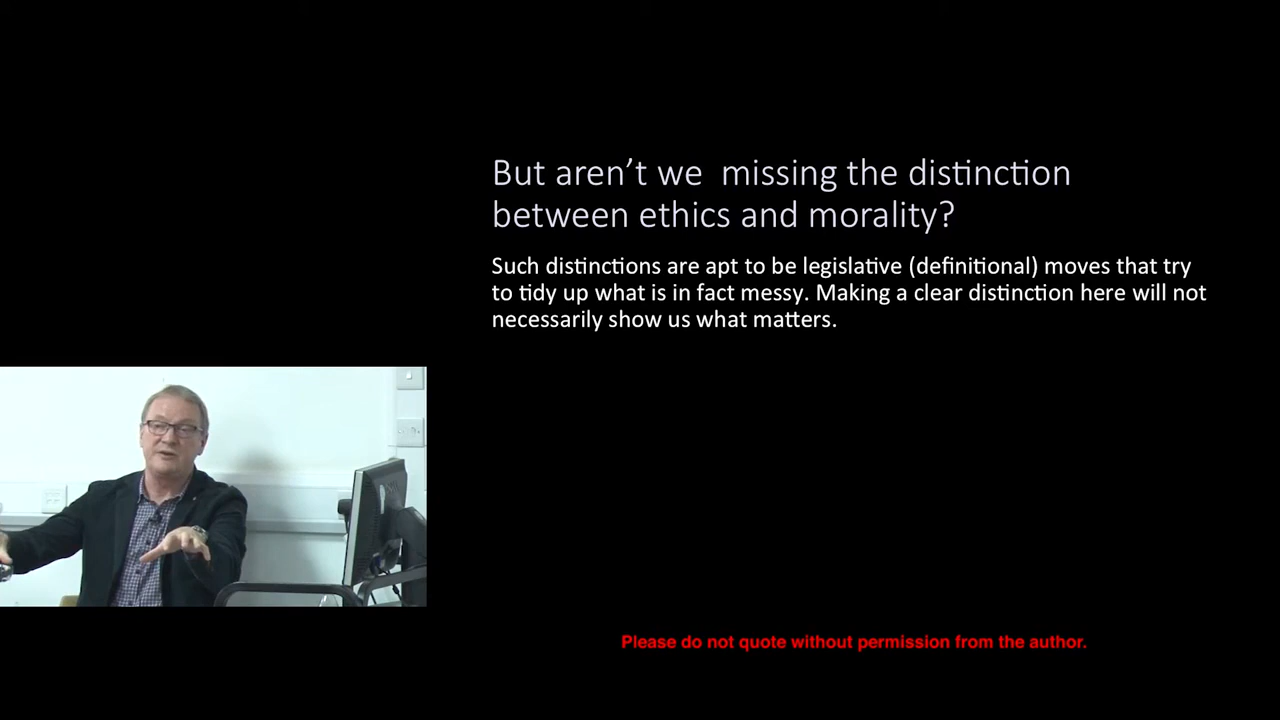 But aren’t we  missing the distinction
between ethics and morality?
Such distinctions are apt to be legislative (definitional) moves that try
to tidy up what is in fact messy. Making a clear distinction here will not
necessarily show us what matters.
Please do not quote without permission from the author.